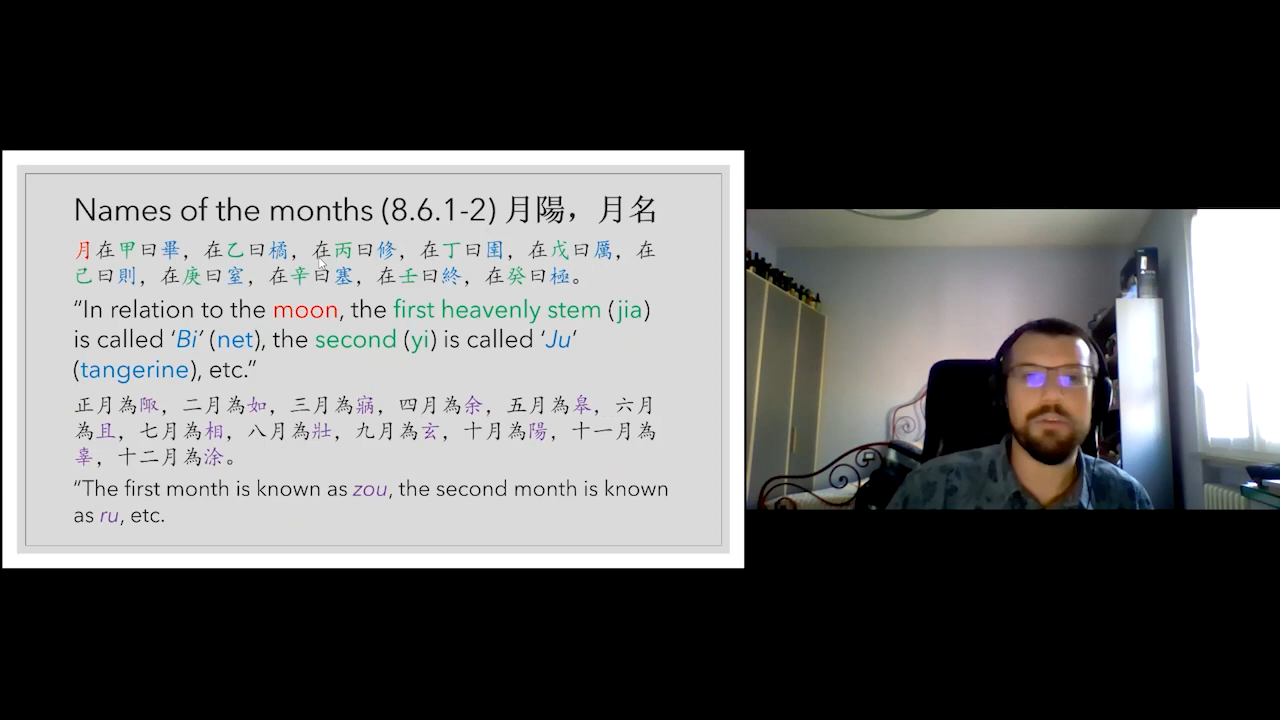 Names of the months (8.6.1-2) 月陽，月名
月在甲曰畢，在乙曰橘，在丙曰修，在丁曰圉，在戊曰厲，在
己曰則，在庚曰窒，在辛曰塞，在壬曰終，在癸曰極。
“In relation to the moon, the first heavenly stem (jia)
is called ‘Bi’ (net), the second (yi) is called ‘Ju’
(tangerine), etc.”
正月為陬，二月為如，三月為寎，四月為余，五月為皋，六月
為且，七月為相，八月為壯，九月為玄，十月為陽，十一月為
辜，十二月為涂。
“The first month is known as zou, the second month is known
as ru, etc.